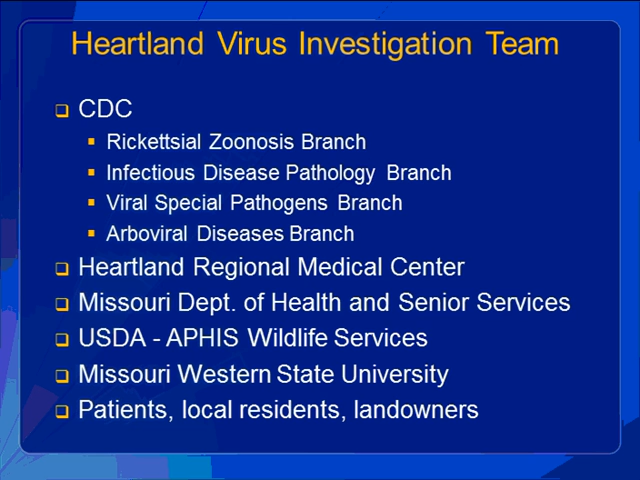 Heartland Virus Investigation Team
CDC
Rickettsial Zoonosis Branch
Infectious Disease Pathology Branch
Viral Special Pathogens Branch
Arboviral Diseases Branch
Heartland Regional Medical Center
Missouri Dept. of Health and Senior Services
USDA - APHIS Wildlife Services
Missouri Western State University
Patients, local residents, landowners